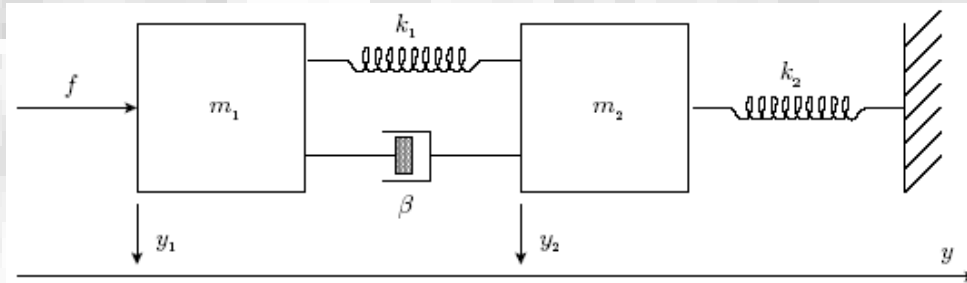 k₁
k₂
f
m₁
m₂
β
y₁
y₂
y